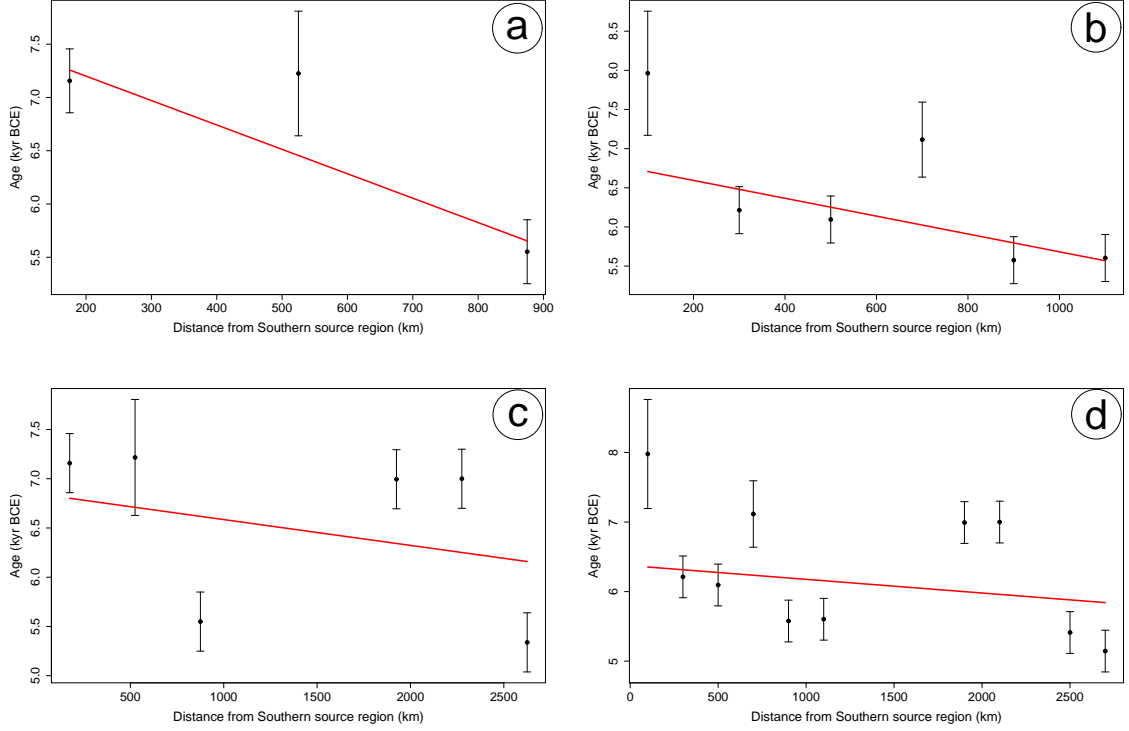 a
7.5
7.0
6.5
6.0
5.5
Age (kyr BCE)
200 300 400 500 600 700 800 900
Distance from Southern source region (km)
b
8.5
8.0
7.5
7.0
6.5
6.0
5.5
Age (kyr BCE)
200 400 600 800 1000
Distance from Southern source region (km)
c
7.5
7.0
6.5
6.0
5.5
5.0
Age (kyr BCE)
500 1000 1500 2000 2500
Distance from Southern source region (km)
d
8
7
6
5
Age (kyr BCE)
0 500 1000 1500 2000 2500
Distance from Southern source region (km)